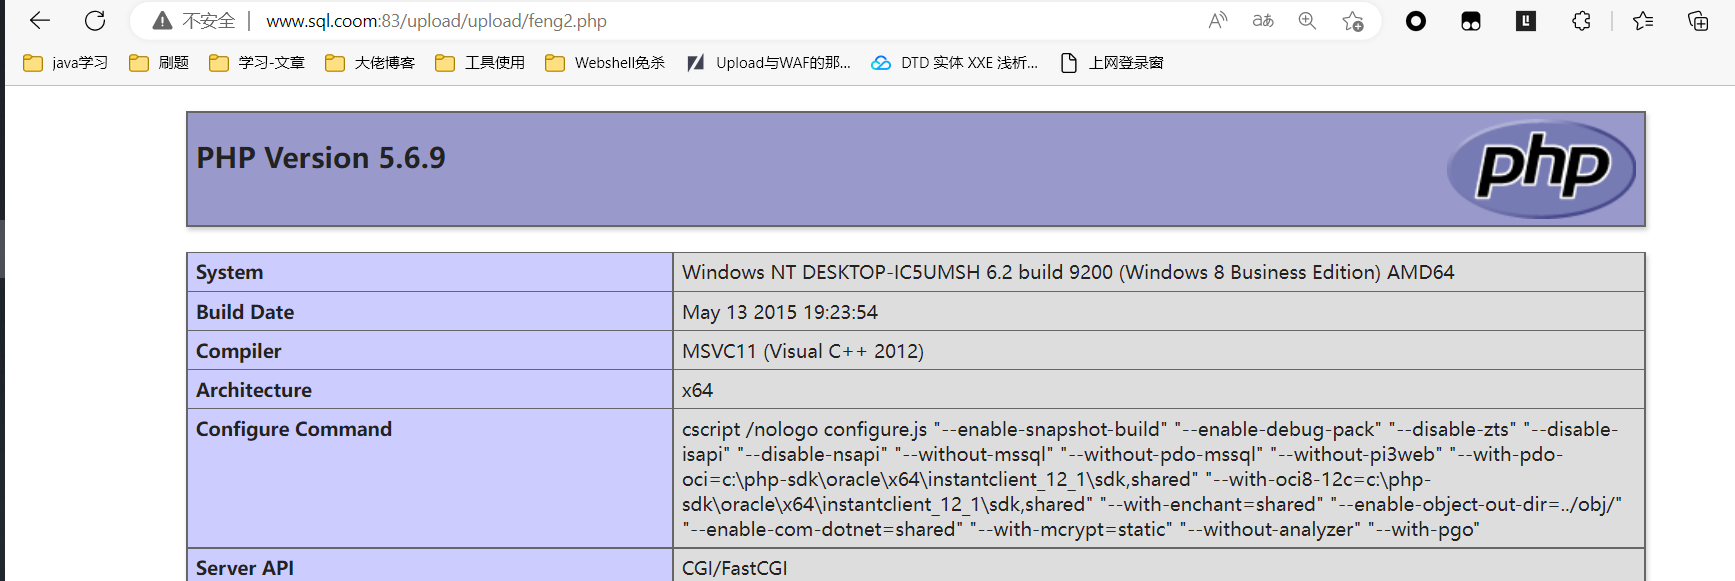 不安全 | www.sql.coom:83/upload/upload/feng2.php
java学习 刷题 学习-文章 大佬博客 工具使用 Webshell免杀 Upload与WAF的那... DTD 实体 XXE 浅析... 上网登录窗
PHP Version 5.6.9
php
System Windows NT DESKTOP-IC5UMSH 6.2 build 9200 (Windows 8 Business Edition) AMD64
Build Date May 13 2015 19:23:54
Compiler MSVC11 (Visual C++ 2012)
Architecture x64
Configure Command cscript /nologo configure.js "--enable-snapshot-build" "--enable-debug-pack" "--disable-zts" "--disable-
isapi" "--disable-nsapi" "--without-mssql" "--without-pdo-mssql" "--without-pi3web" "--with-pdo-
oci=c:\php-sdk\oracle\x64\instantclient_12_1\sdk,shared" "--with-oci8-12c=c:\php-
sdk\oracle\x64\instantclient_12_1\sdk,shared" "--with-enchant=shared" "--enable-object-out-dir=../obj/"
"--enable-com-dotnet=shared" "--with-mcrypt=static" "--without-analyzer" "--with-pgo"
Server API CGI/FastCGI